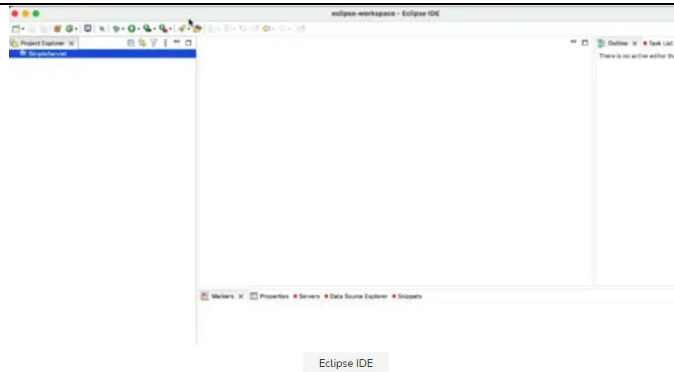 eclipse-workspace - Eclipse IDE
Project Explorer
SimpleServlet
Outline Task List
There is no active editor th
Markers Properties Servers Data Source Explorer Snippets
Eclipse IDE